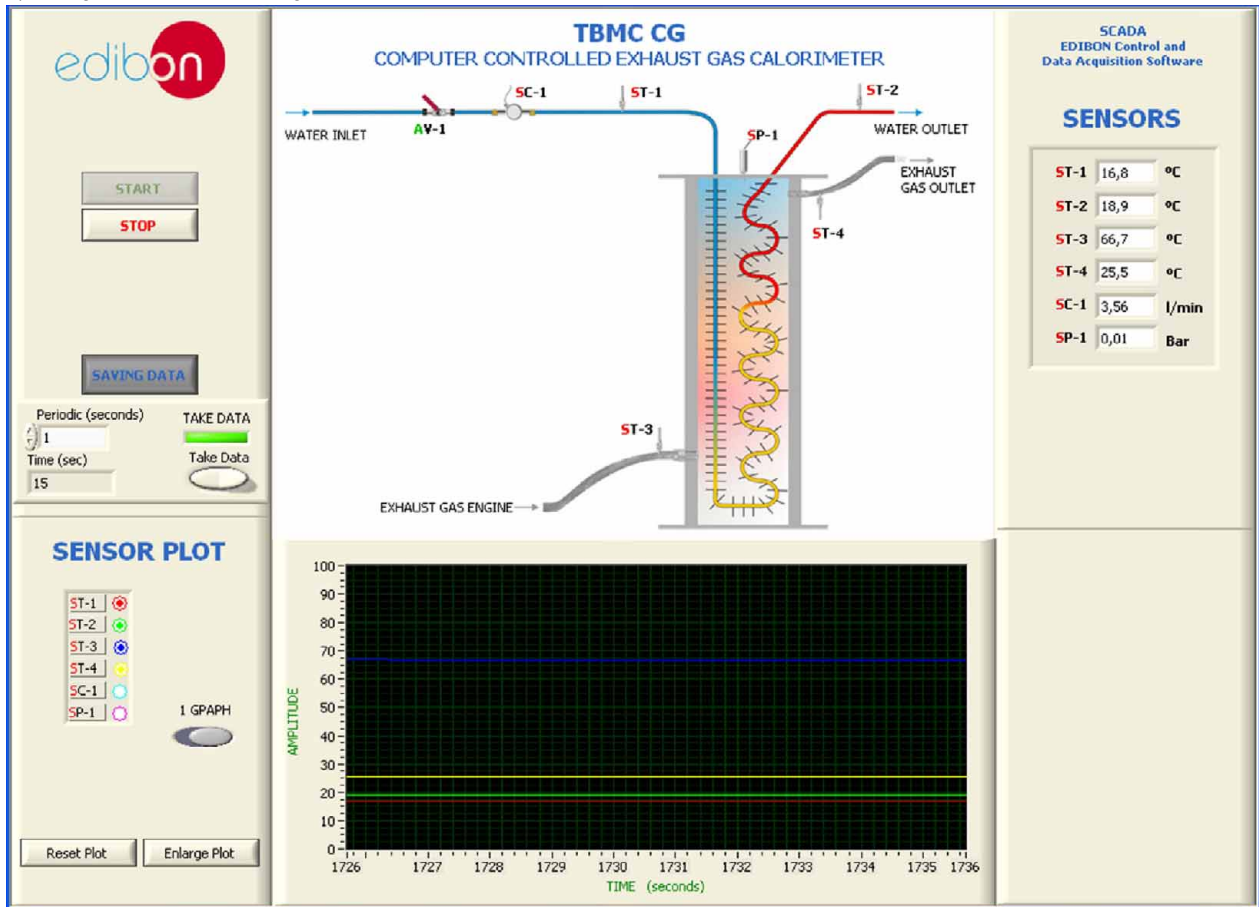 edibon
START
STOP
SAVING DATA
Periodic (seconds)
1
Time (sec)
15
TAKE DATA
Take Data
TBMC CG
COMPUTER CONTROLLED EXHAUST GAS CALORIMETER
WATER INLET
AV-1
SC-1
ST-1
ST-2
WATER OUTLET
SP-1
EXHAUST
GAS OUTLET
ST-4
ST-3
EXHAUST GAS ENGINE
SCADA
EDIBON Control and
Data Acquisition Software
SENSORS
ST-1 16,8 ºC
ST-2 18,9 ºC
ST-3 66,7 ºC
ST-4 25,5 ºC
SC-1 3,56 l/min
SP-1 0,01 Bar
SENSOR PLOT
ST-1
ST-2
ST-3
ST-4
SC-1
SP-1
1 GPAPH
Reset Plot
Enlarge Plot
AMPLITUDE
100
90
80
70
60
50
40
30
20
10
0
1726 1727 1728 1729 1730 1731 1732 1733 1734 1735 1736
TIME (seconds)